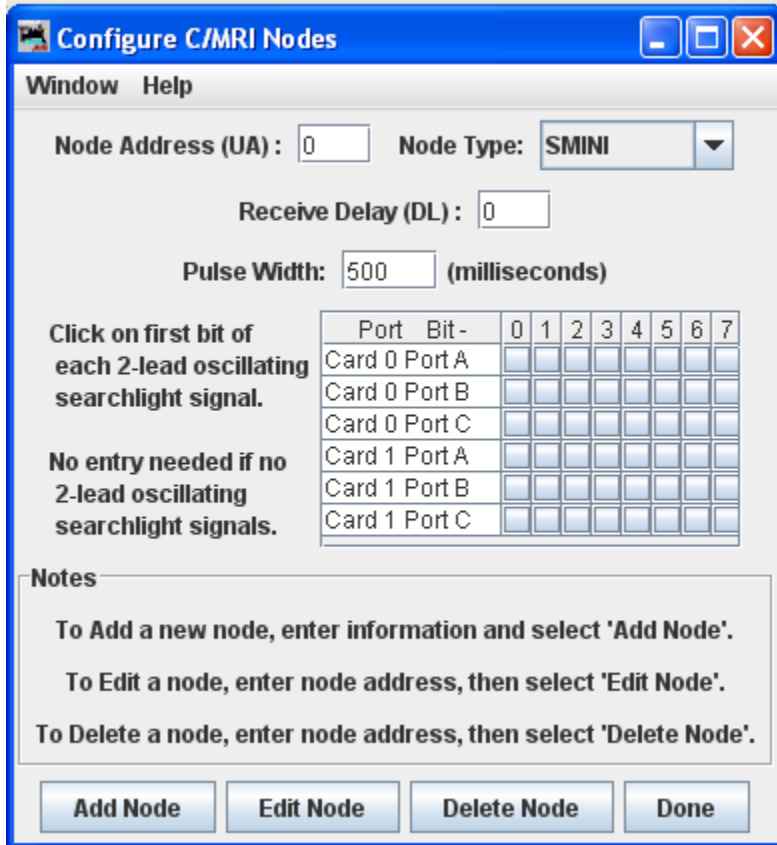 Configure C/MRI Nodes
Window Help
Node Address (UA) : 0 Node Type: SMINI
Receive Delay (DL) : 0
Pulse Width: 500 (milliseconds)
Click on first bit of
each 2-lead oscillating
searchlight signal.
No entry needed if no
2-lead oscillating
searchlight signals.
Port Bit - 0 1 2 3 4 5 6 7
Card 0 Port A
Card 0 Port B
Card 0 Port C
Card 1 Port A
Card 1 Port B
Card 1 Port C
Notes
To Add a new node, enter information and select 'Add Node'.
To Edit a node, enter node address, then select 'Edit Node'.
To Delete a node, enter node address, then select 'Delete Node'.
Add Node Edit Node Delete Node Done